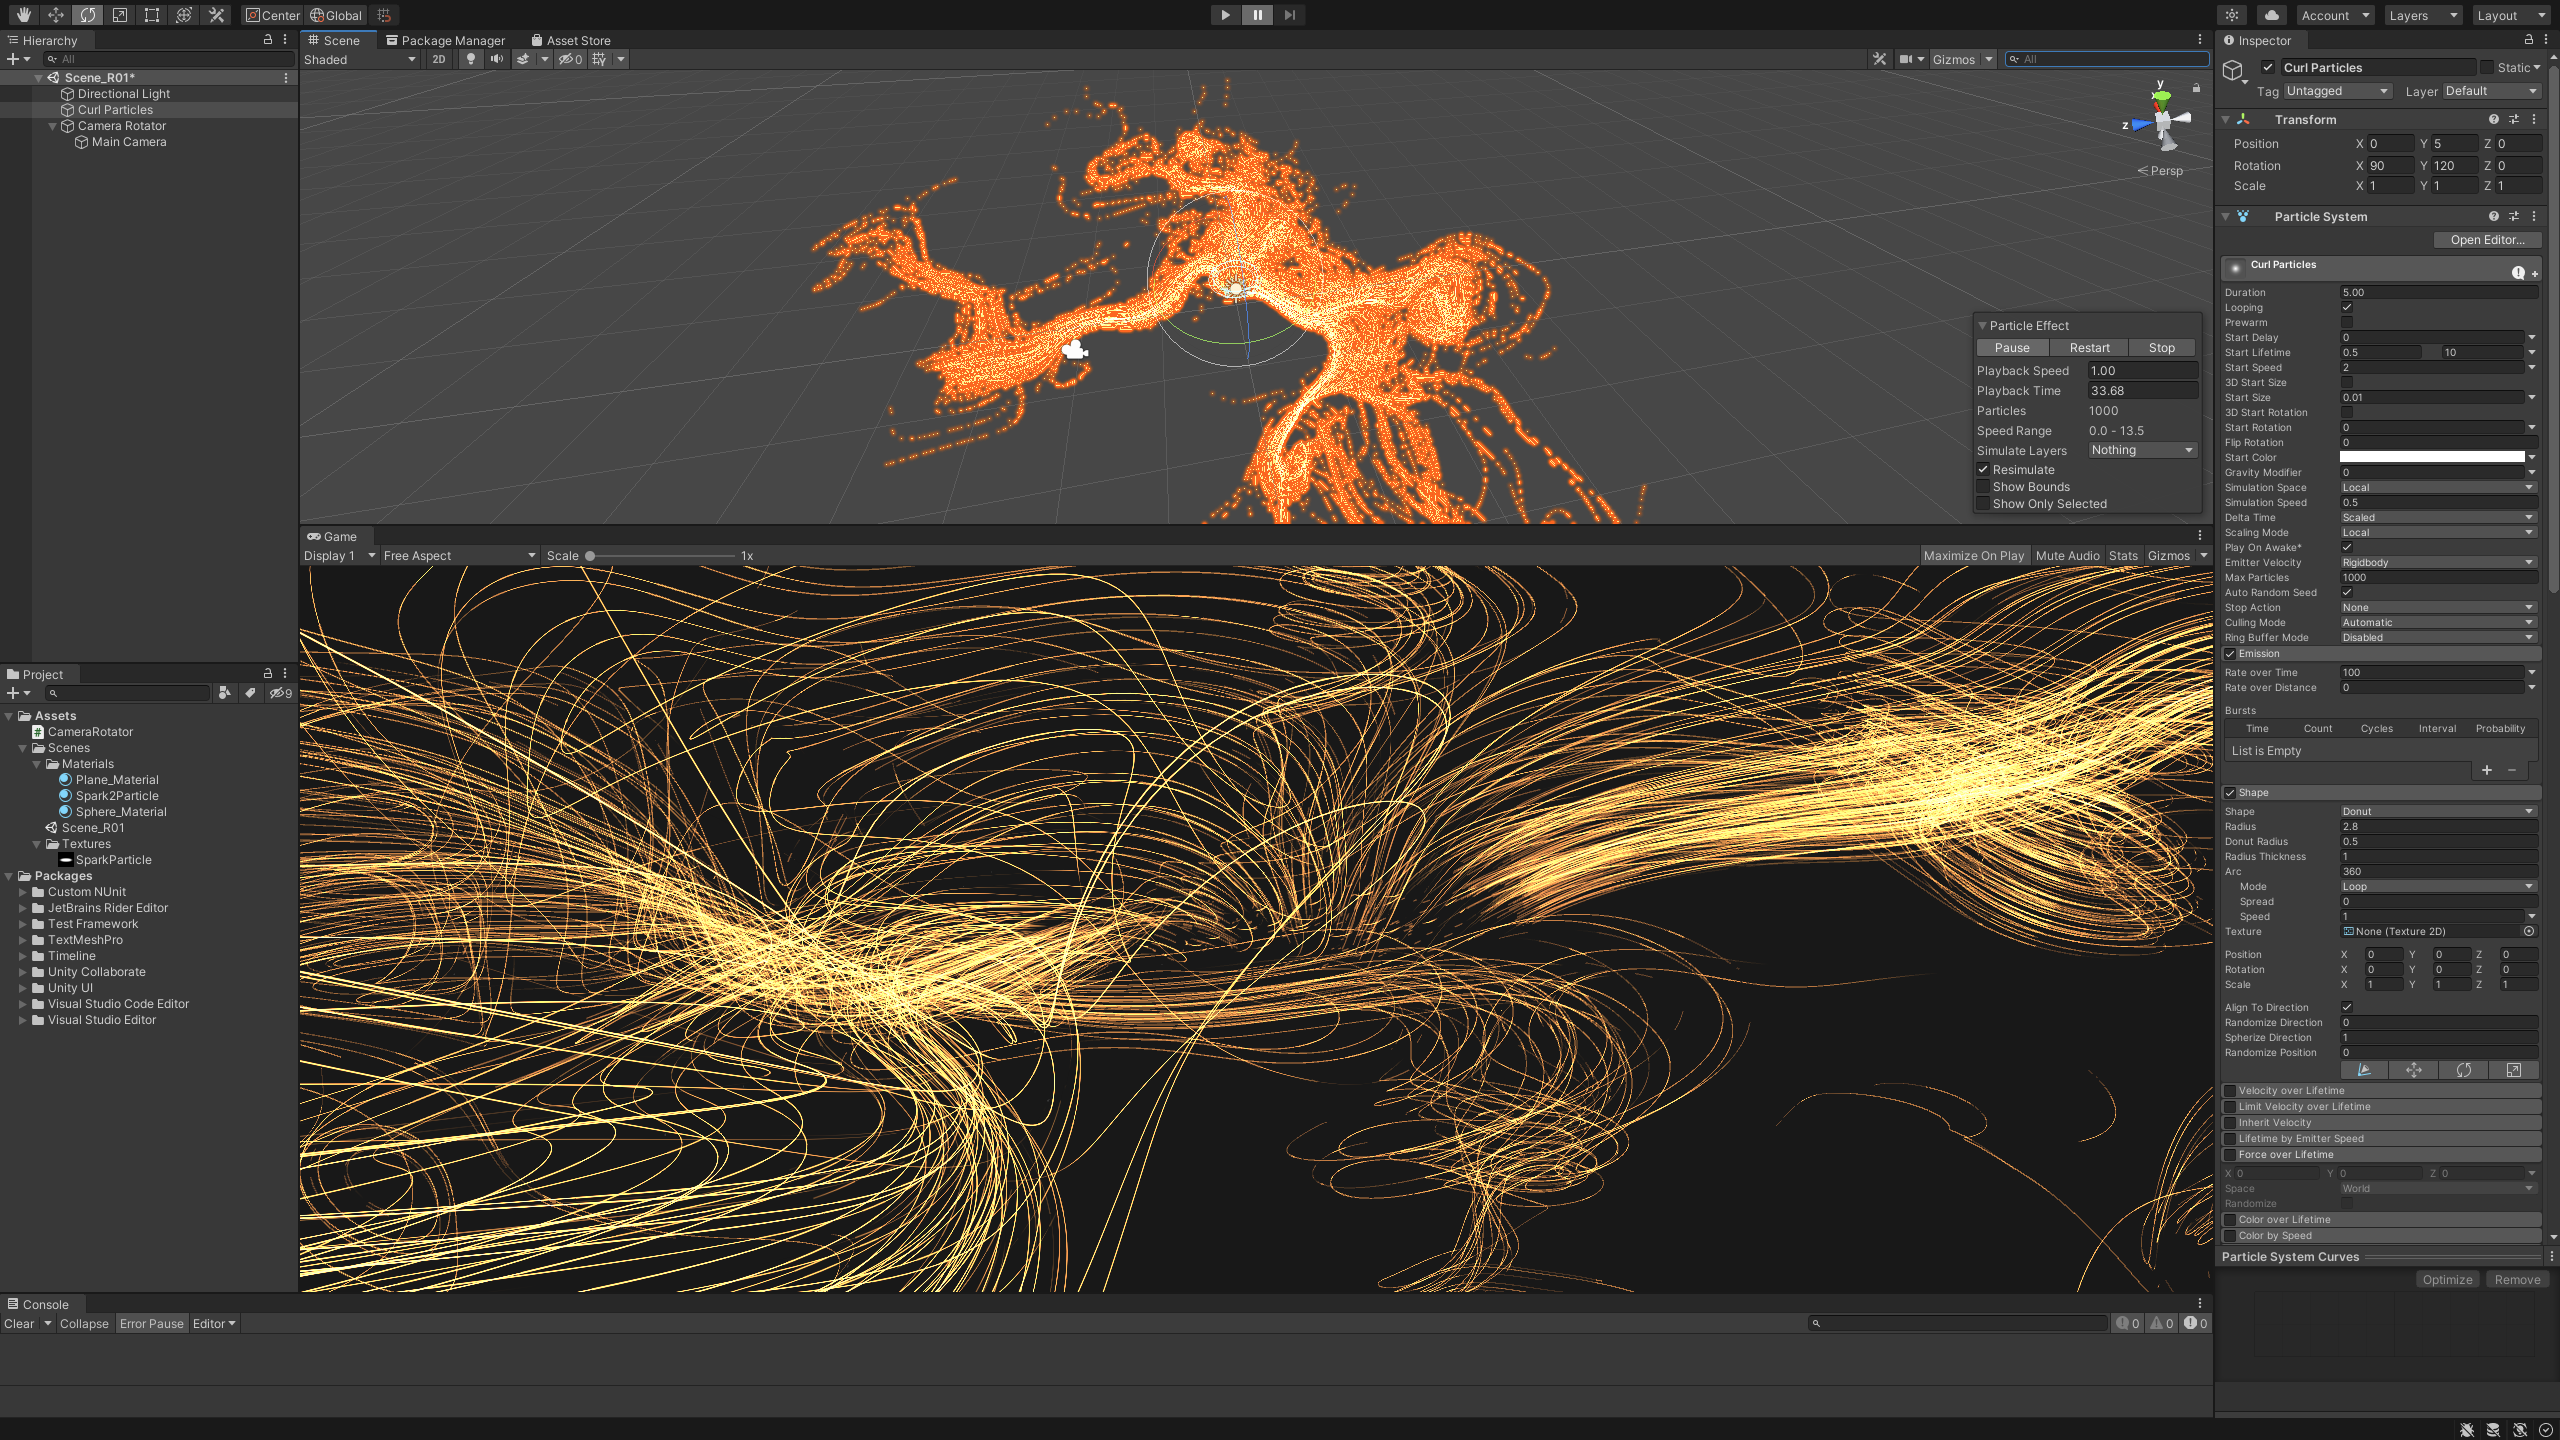 Center Global
Account Layers Layout
Hierarchy
All
Scene_R01*
Directional Light
Curl Particles
Camera Rotator
Main Camera
Project
9
Assets
CameraRotator
Scenes
Materials
Plane_Material
Spark2Particle
Sphere_Material
Scene_R01
Textures
SparkParticle
Packages
Custom NUnit
JetBrains Rider Editor
Test Framework
TextMeshPro
Timeline
Unity Collaborate
Unity UI
Visual Studio Code Editor
Visual Studio Editor
Scene Package Manager Asset Store
Shaded 2D 0 Gizmos All
y
x
z
Persp
Particle Effect
Pause Restart Stop
Playback Speed 1.00
Playback Time 33.68
Particles 1000
Speed Range 0.0 - 13.5
Simulate Layers Nothing
Resimulate
Show Bounds
Show Only Selected
Game
Display 1 Free Aspect Scale 1x Maximize On Play Mute Audio Stats Gizmos
Console
Clear Collapse Error Pause Editor 0 0 0
Inspector
Curl Particles Static
Tag Untagged Layer Default
Transform
Position X 0 Y 5 Z 0
Rotation X 90 Y 120 Z 0
Scale X 1 Y 1 Z 1
Particle System
Open Editor...
Curl Particles
Duration 5.00
Looping
Prewarm
Start Delay 0
Start Lifetime 0.5 10
Start Speed 2
3D Start Size
Start Size 0.01
3D Start Rotation
Start Rotation 0
Flip Rotation 0
Start Color
Gravity Modifier 0
Simulation Space Local
Simulation Speed 0.5
Delta Time Scaled
Scaling Mode Local
Play On Awake*
Emitter Velocity Rigidbody
Max Particles 1000
Auto Random Seed
Stop Action None
Culling Mode Automatic
Ring Buffer Mode Disabled
Emission
Rate over Time 100
Rate over Distance 0
Bursts
Time Count Cycles Interval Probability
List is Empty
Shape
Shape Donut
Radius 2.8
Donut Radius 0.5
Radius Thickness 1
Arc 360
Mode Loop
Spread 0
Speed 1
Texture None (Texture 2D)
Position X 0 Y 0 Z 0
Rotation X 0 Y 0 Z 0
Scale X 1 Y 1 Z 1
Align To Direction
Randomize Direction 0
Spherize Direction 1
Randomize Position 0
Velocity over Lifetime
Limit Velocity over Lifetime
Inherit Velocity
Lifetime by Emitter Speed
Force over Lifetime
X 0 Y 0 Z 0
Space World
Randomize
Color over Lifetime
Color by Speed
Particle System Curves
Optimize Remove